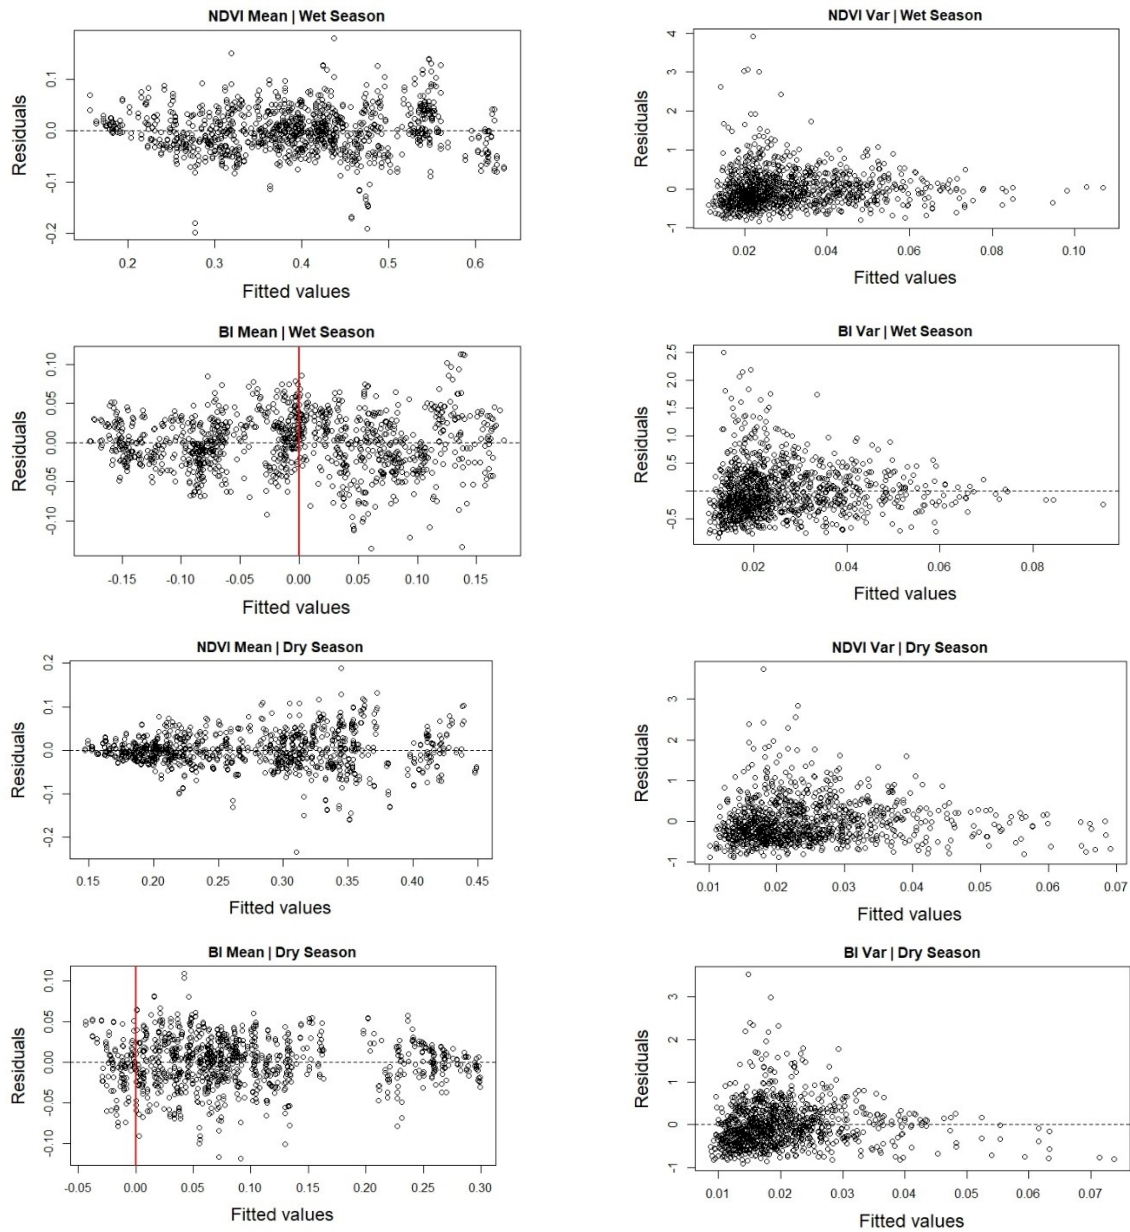 NDVI Mean | Wet Season
Residuals
0.1
0.0
-0.1
-0.2
0.2 0.3 0.4 0.5 0.6
Fitted values
NDVI Var | Wet Season
Residuals
4
3
2
1
0
-1
0.02 0.04 0.06 0.08 0.10
Fitted values
BI Mean | Wet Season
Residuals
0.10
0.05
0.00
-0.05
-0.10
-0.15 -0.10 -0.05 0.00 0.05 0.10 0.15
Fitted values
BI Var | Wet Season
Residuals
2.5
1.5
0.5
-0.5
0.02 0.04 0.06 0.08
Fitted values
NDVI Mean | Dry Season
Residuals
0.2
0.1
0.0
-0.1
-0.2
0.15 0.20 0.25 0.30 0.35 0.40 0.45
Fitted values
NDVI Var | Dry Season
Residuals
3
2
1
0
-1
0.01 0.02 0.03 0.04 0.05 0.06 0.07
Fitted values
BI Mean | Dry Season
Residuals
0.10
0.05
0.00
-0.05
-0.10
-0.05 0.00 0.05 0.10 0.15 0.20 0.25 0.30
Fitted values
BI Var | Dry Season
Residuals
3
2
1
0
-1
0.01 0.02 0.03 0.04 0.05 0.06 0.07
Fitted values